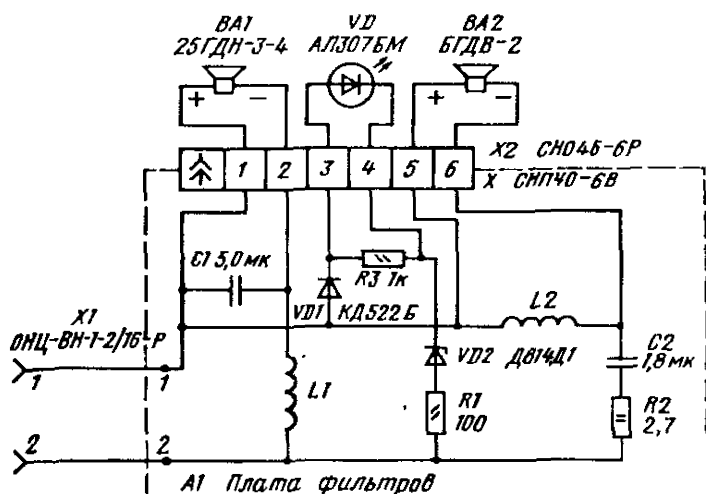 BA1
25ГДН-3-4
VD
АЛ307БМ
BA2
6ГДВ-2
+
−
+
−
1
2
3
4
5
6
X2 СНО46-6Р
X СНП40-6В
C1 5,0 мк
R3 1к
VD1
КД522Б
L2
X1
ОНЦ-ВН-1-2/16-Р
C2
1,8 мк
VD2
Д814Д1
1
1
L1
R1
100
R2
2,7
2
2
A1 Плата фильтров